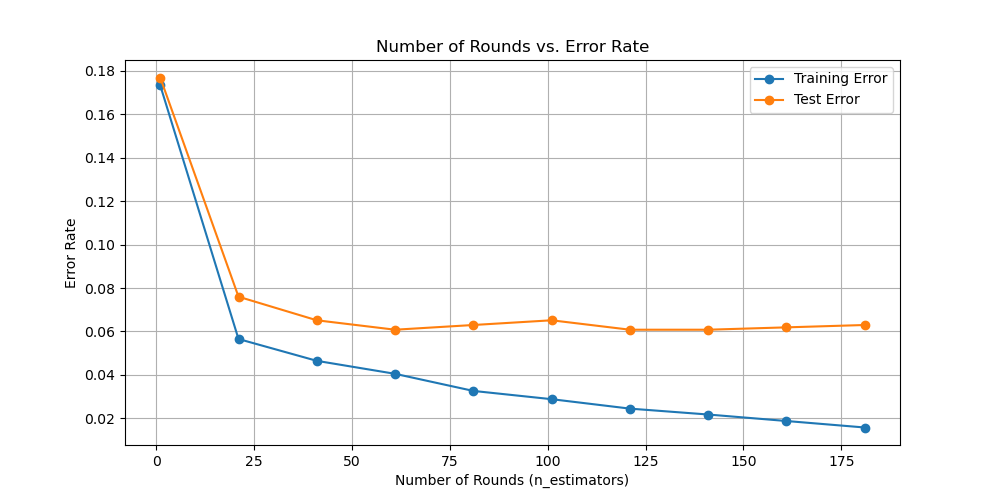 Number of Rounds vs. Error Rate
Training Error
Test Error
Error Rate
0.18
0.16
0.14
0.12
0.10
0.08
0.06
0.04
0.02
0 25 50 75 100 125 150 175
Number of Rounds (n_estimators)